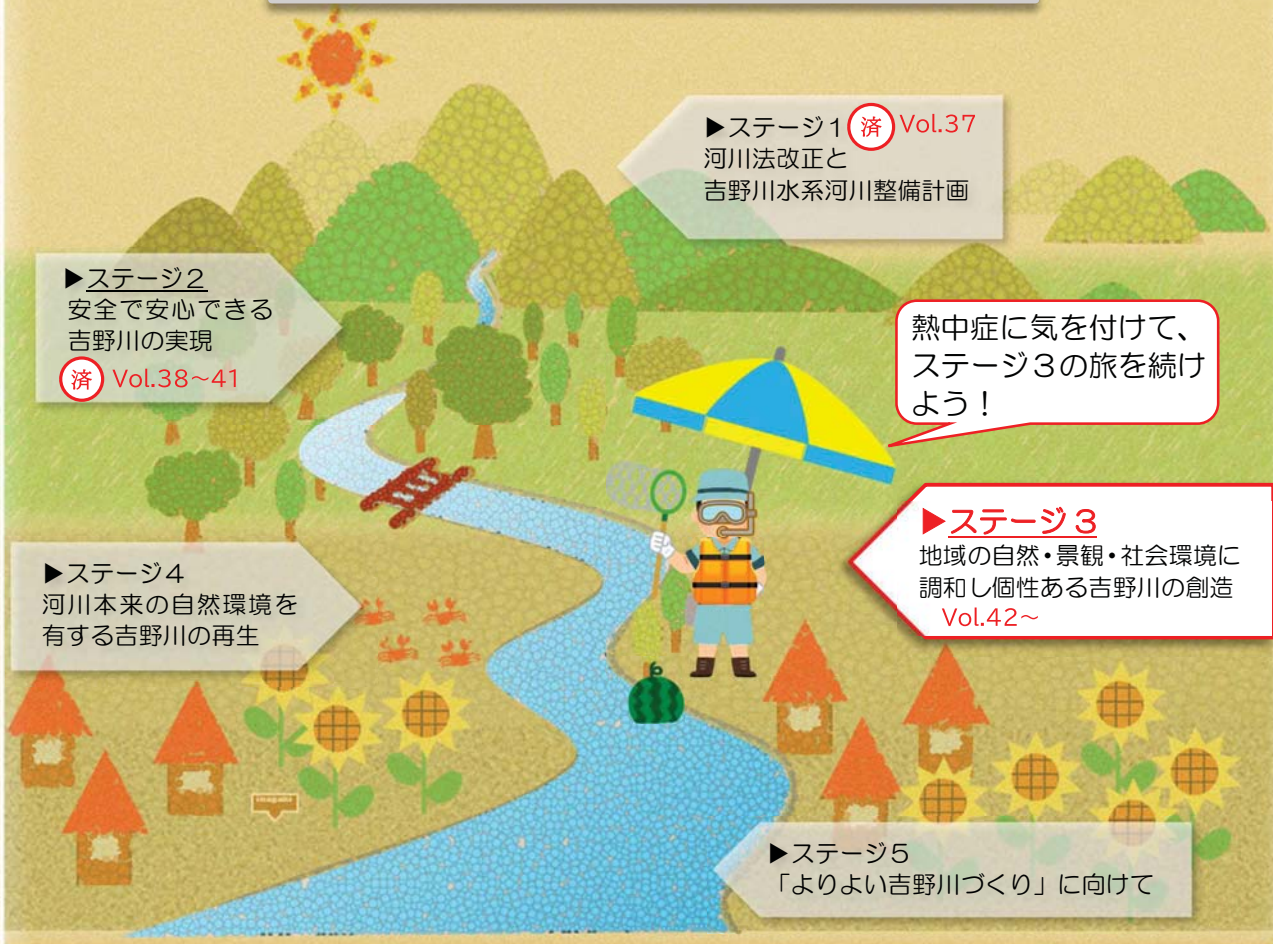 ▶ステージ1 済 Vol.37
河川法改正と
吉野川水系河川整備計画
▶ステージ2
安全で安心できる
吉野川の実現
済 Vol.38~41
熱中症に気を付けて、
ステージ3の旅を続け
よう！
▶ステージ3
地域の自然・景観・社会環境に
調和し個性ある吉野川の創造
Vol.42~
▶ステージ4
河川本来の自然環境を
有する吉野川の再生
▶ステージ5
「よりよい吉野川づくり」に向けて